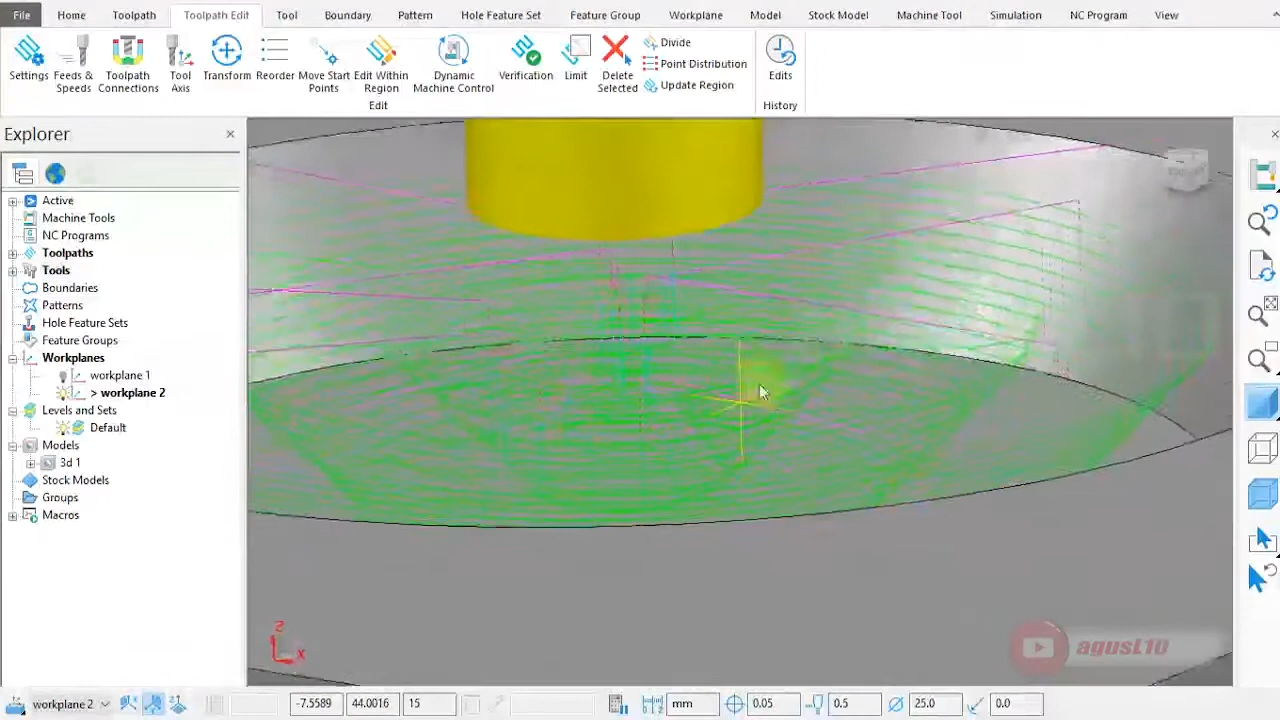 File Home Toolpath Toolpath Edit Tool Boundary Pattern Hole Feature Set Feature Group Workplane Model Stock Model Machine Tool Simulation NC Program View
Settings Feeds & Speeds Toolpath Connections Tool Axis Transform Reorder Move Start Points Edit Within Region Dynamic Machine Control Verification Limit Delete Selected
Divide
Point Distribution
Update Region
Edits
Edit History
Explorer
Active
Machine Tools
NC Programs
Toolpaths
Tools
Boundaries
Patterns
Hole Feature Sets
Feature Groups
Workplanes
workplane 1
> workplane 2
Levels and Sets
Default
Models
3d 1
Stock Models
Groups
Macros
Z
X
agusL10
workplane 2 -7.5589 44.0016 15 mm 0.05 0.5 25.0 0.0